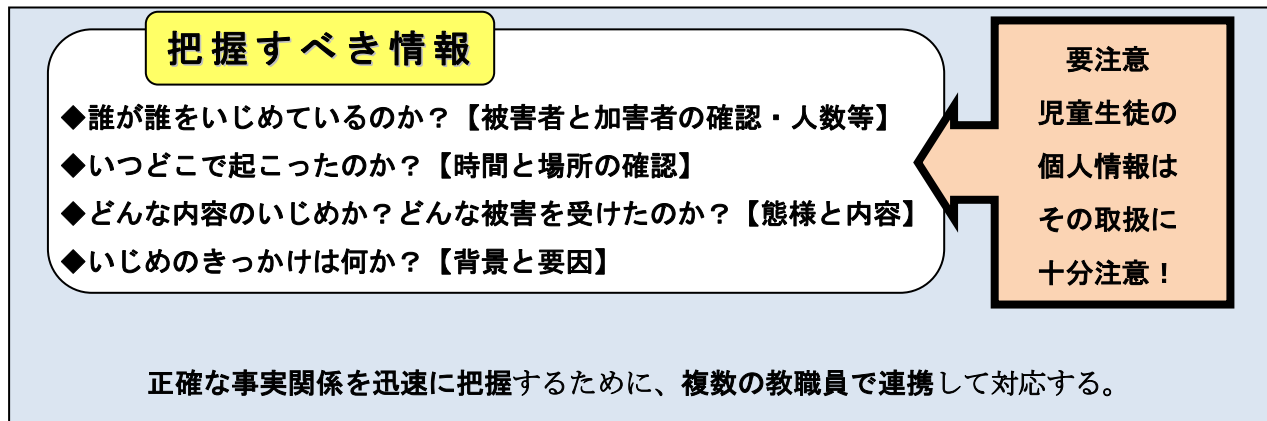 把握すべき情報
◆誰が誰をいじめているのか？【被害者と加害者の確認・人数等】
◆いつどこで起こったのか？【時間と場所の確認】
◆どんな内容のいじめか？どんな被害を受けたのか？【態様と内容】
◆いじめのきっかけは何か？【背景と要因】
要注意
児童生徒の
個人情報は
その取扱に
十分注意！
正確な事実関係を迅速に把握するために、複数の教職員で連携して対応する。